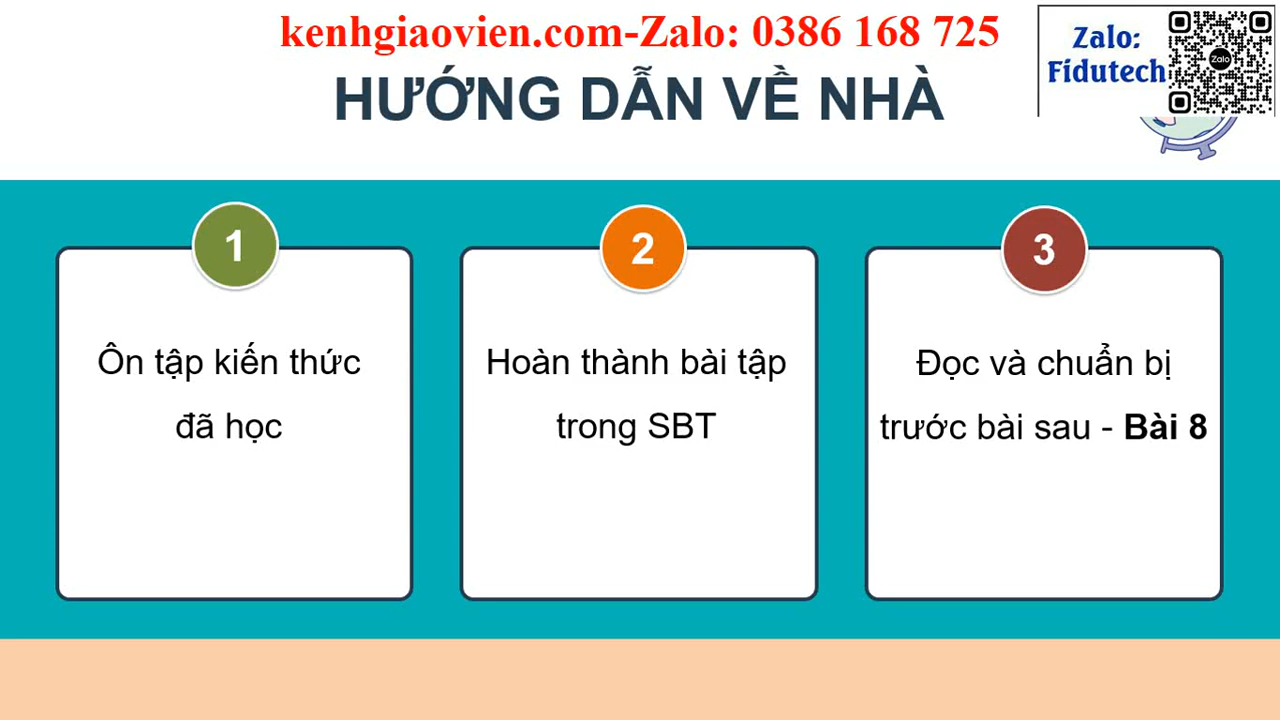 kenhgiaovien.com-Zalo: 0386 168 725
Zalo:
Fidutech
Zalo
HƯỚNG DẪN VỀ NHÀ
1
Ôn tập kiến thức
đã học
2
Hoàn thành bài tập
trong SBT
3
Đọc và chuẩn bị
trước bài sau - Bài 8